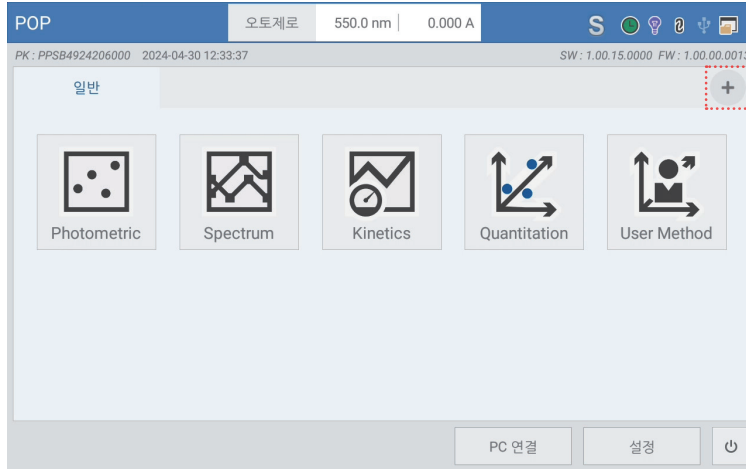 POP 오토제로 550.0 nm 0.000 A S
PK : PPSB4924206000 2024-04-30 12:33:37 SW : 1.00.15.0000 FW : 1.00.00.0013
일반 +
Photometric Spectrum Kinetics Quantitation User Method
PC 연결 설정